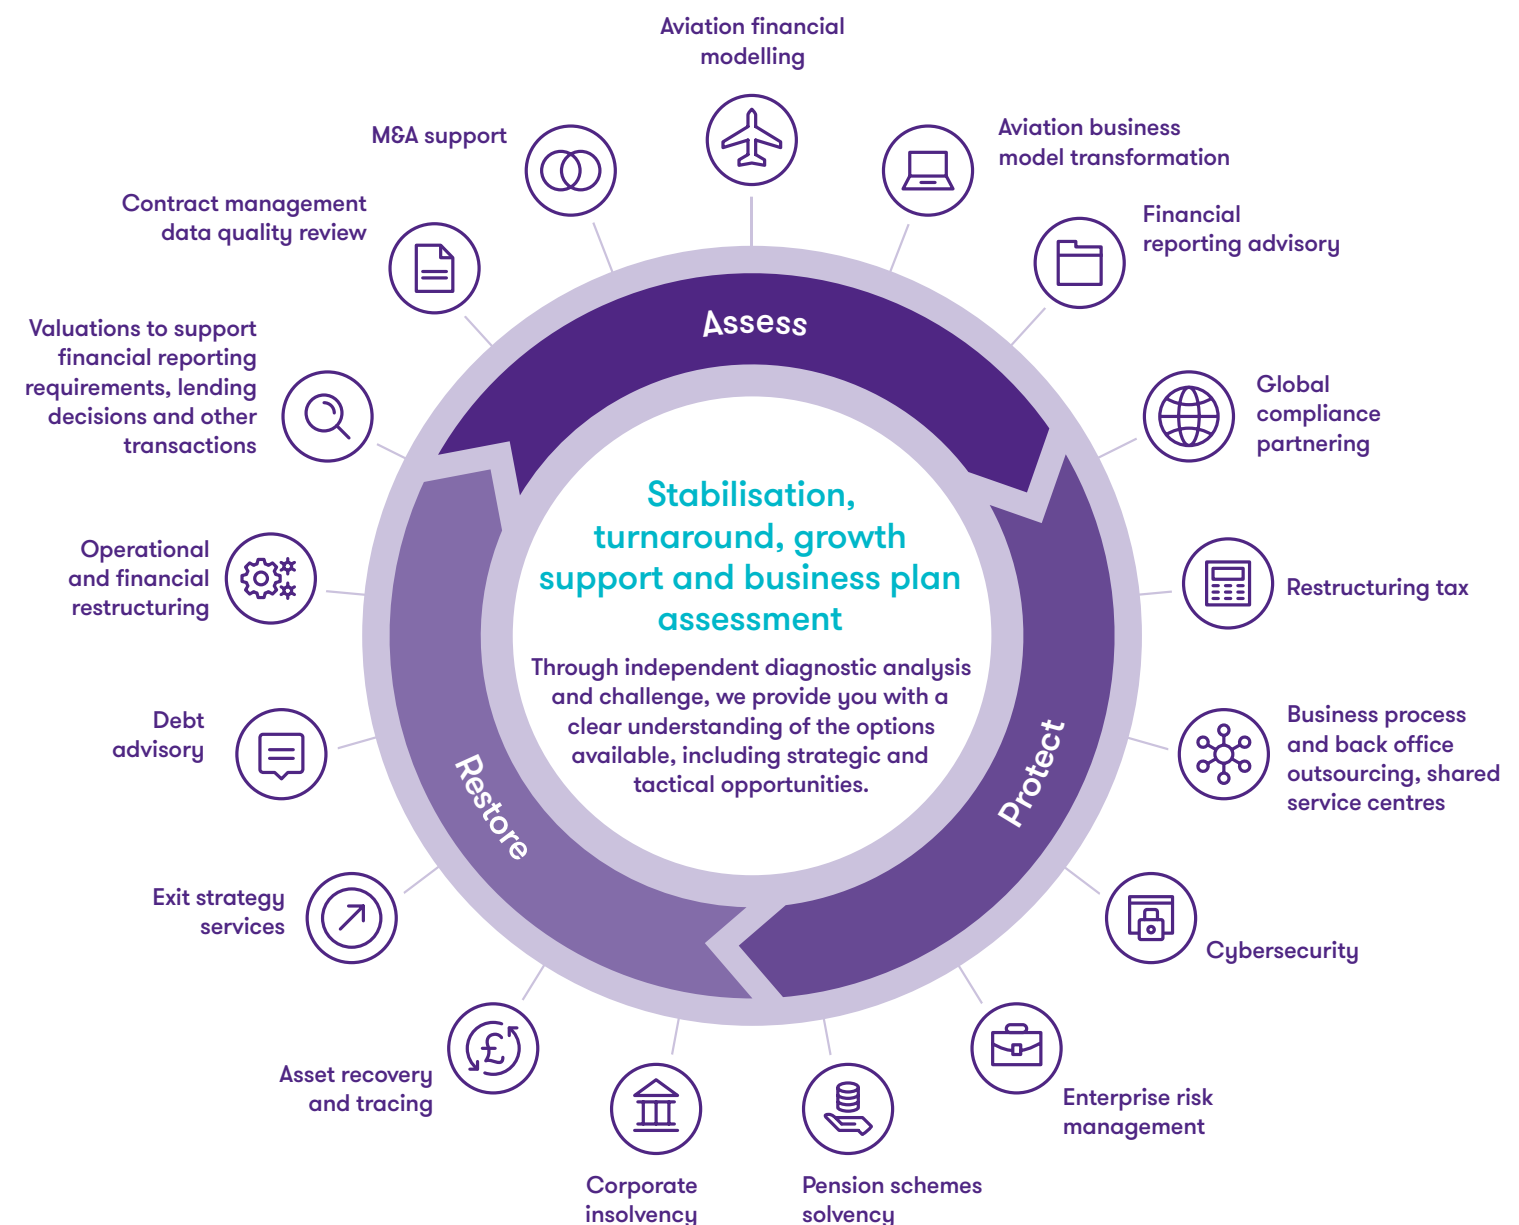 Aviation financial
modelling
Aviation business
model transformation
Financial
reporting advisory
Global
compliance
partnering
Restructuring tax
Business process
and back office
outsourcing, shared
service centres
Cybersecurity
Enterprise risk
management
Pension schemes
solvency
Corporate
insolvency
Asset recovery
and tracing
Exit strategy
services
Debt
advisory
Operational
and financial
restructuring
Valuations to support
financial reporting
requirements, lending
decisions and other
transactions
Contract management
data quality review
M&A support
Assess
Protect
Restore
Stabilisation,
turnaround, growth
support and business plan
assessment
Through independent diagnostic analysis
and challenge, we provide you with a
clear understanding of the options
available, including strategic and
tactical opportunities.
£